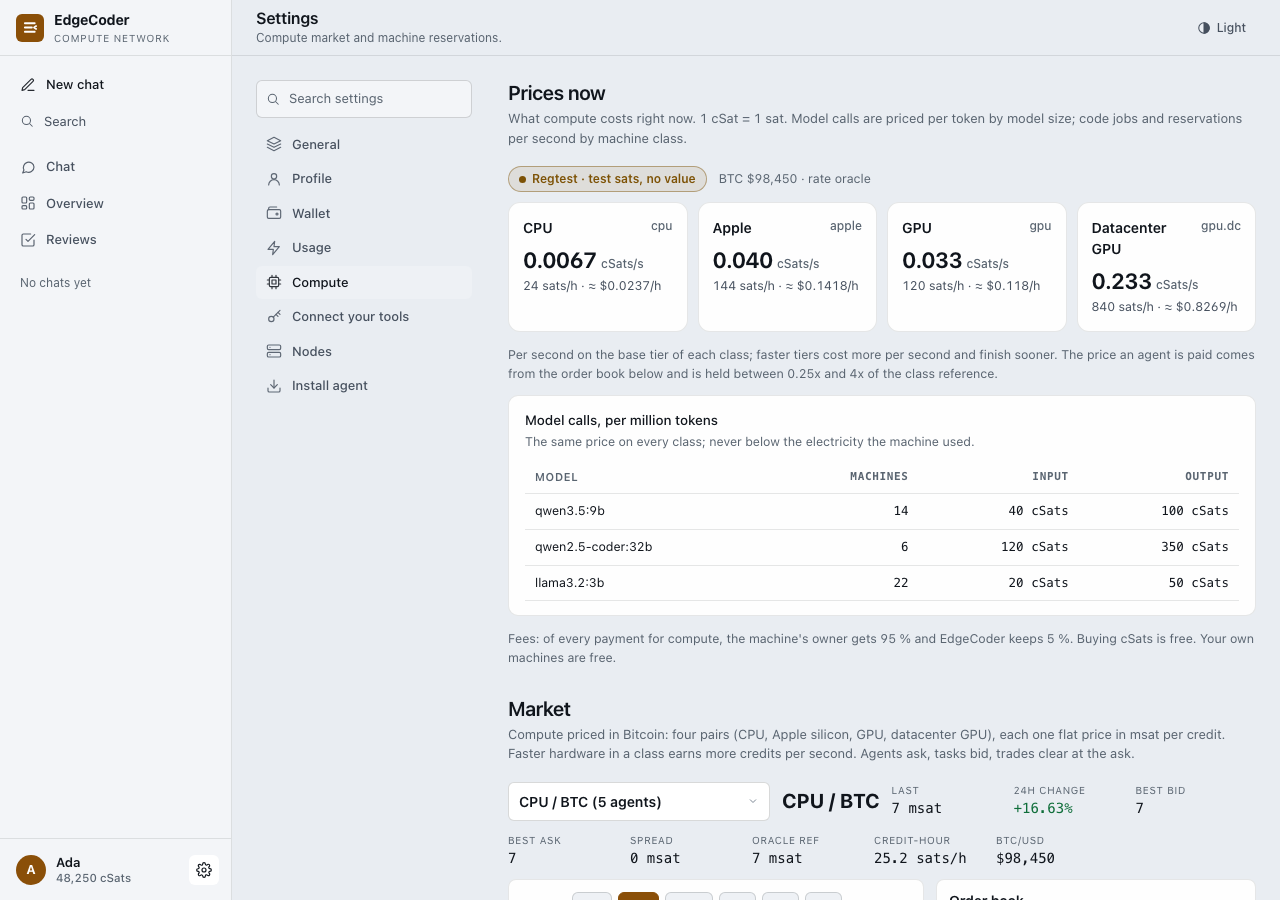 EdgeCoder
COMPUTE NETWORK
New chat
Search
Chat
Overview
Reviews
No chats yet
A
Ada
48,250 cSats
Settings
Compute market and machine reservations.
Light
Search settings
General
Profile
Wallet
Usage
Compute
Connect your tools
Nodes
Install agent
Prices now
What compute costs right now. 1 cSat = 1 sat. Model calls are priced per token by model size; code jobs and reservations
per second by machine class.
Regtest · test sats, no value
BTC $98,450 · rate oracle
CPU cpu
0.0067 cSats/s
24 sats/h · ≈ $0.0237/h
Apple apple
0.040 cSats/s
144 sats/h · ≈ $0.1418/h
GPU gpu
0.033 cSats/s
120 sats/h · ≈ $0.118/h
Datacenter GPU gpu.dc
0.233 cSats/s
840 sats/h · ≈ $0.8269/h
Per second on the base tier of each class; faster tiers cost more per second and finish sooner. The price an agent is paid comes
from the order book below and is held between 0.25x and 4x of the class reference.
Model calls, per million tokens
The same price on every class; never below the electricity the machine used.
MODEL MACHINES INPUT OUTPUT
qwen3.5:9b 14 40 cSats 100 cSats
qwen2.5-coder:32b 6 120 cSats 350 cSats
llama3.2:3b 22 20 cSats 50 cSats
Fees: of every payment for compute, the machine's owner gets 95 % and EdgeCoder keeps 5 %. Buying cSats is free. Your own
machines are free.
Market
Compute priced in Bitcoin: four pairs (CPU, Apple silicon, GPU, datacenter GPU), each one flat price in msat per credit.
Faster hardware in a class earns more credits per second. Agents ask, tasks bid, trades clear at the ask.
CPU / BTC (5 agents)
CPU / BTC
LAST
7 msat
24H CHANGE
+16.63%
BEST BID
7
BEST ASK
7
SPREAD
0 msat
ORACLE REF
7 msat
CREDIT-HOUR
25.2 sats/h
BTC/USD
$98,450
Order book